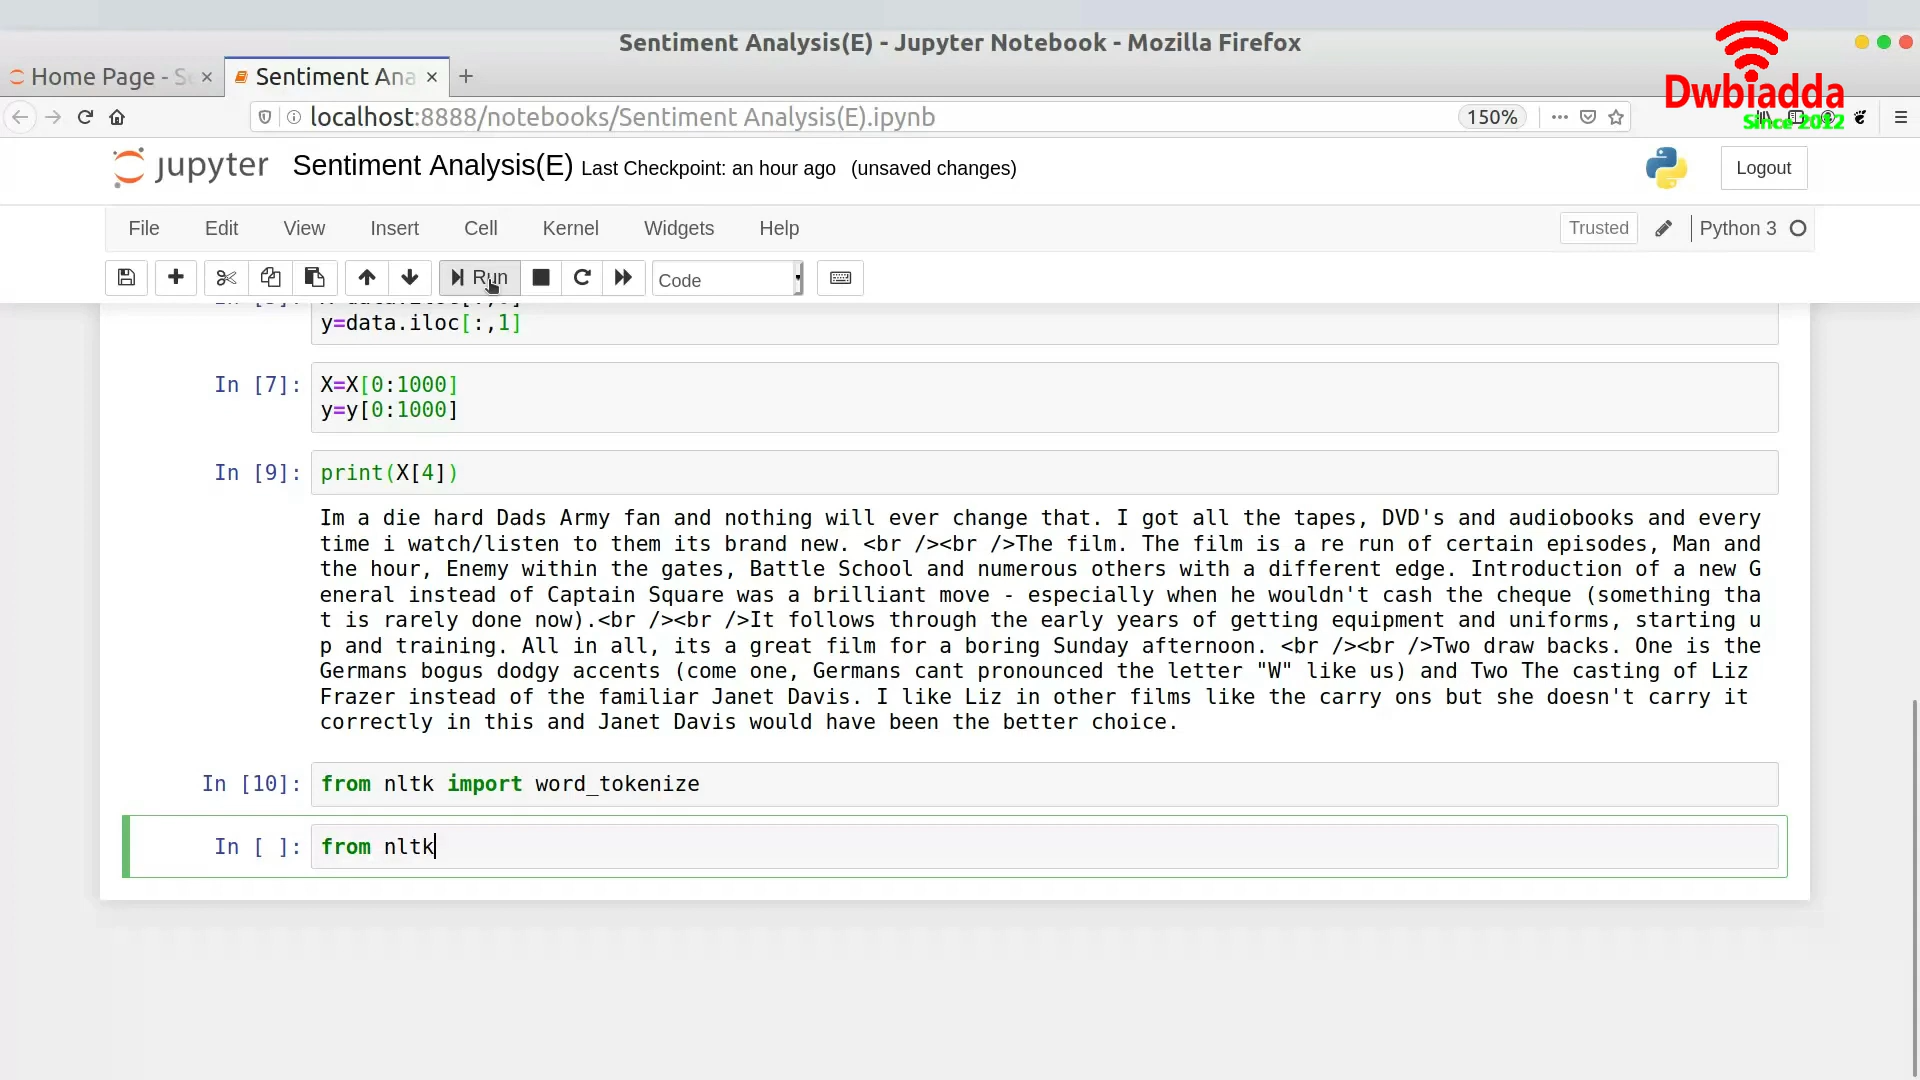 Sentiment Analysis(E) - Jupyter Notebook - Mozilla Firefox
Dwbiadda
Since 2012
Home Page - S
Sentiment Ana
localhost:8888/notebooks/Sentiment Analysis(E).ipynb
150%
jupyter Sentiment Analysis(E) Last Checkpoint: an hour ago (unsaved changes)
Logout
File Edit View Insert Cell Kernel Widgets Help
Trusted
Python 3
Run
Code
y=data.iloc[:,1]
In [7]: X=X[0:1000]
y=y[0:1000]
In [9]: print(X[4])
Im a die hard Dads Army fan and nothing will ever change that. I got all the tapes, DVD's and audiobooks and every
time i watch/listen to them its brand new. <br /><br />The film. The film is a re run of certain episodes, Man and
the hour, Enemy within the gates, Battle School and numerous others with a different edge. Introduction of a new G
eneral instead of Captain Square was a brilliant move - especially when he wouldn't cash the cheque (something tha
t is rarely done now).<br /><br />It follows through the early years of getting equipment and uniforms, starting u
p and training. All in all, its a great film for a boring Sunday afternoon. <br /><br />Two draw backs. One is the
Germans bogus dodgy accents (come one, Germans cant pronounced the letter "W" like us) and Two The casting of Liz
Frazer instead of the familiar Janet Davis. I like Liz in other films like the carry ons but she doesn't carry it
correctly in this and Janet Davis would have been the better choice.
In [10]: from nltk import word_tokenize
In [ ]: from nltk